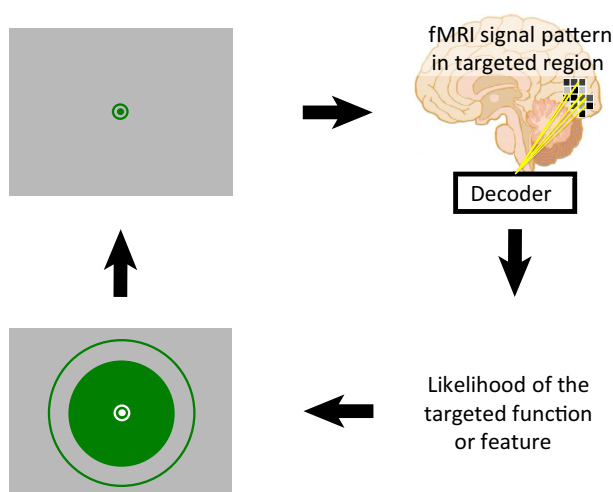 fMRI signal pattern
in targeted region
Decoder
Likelihood of the
targeted function
or feature